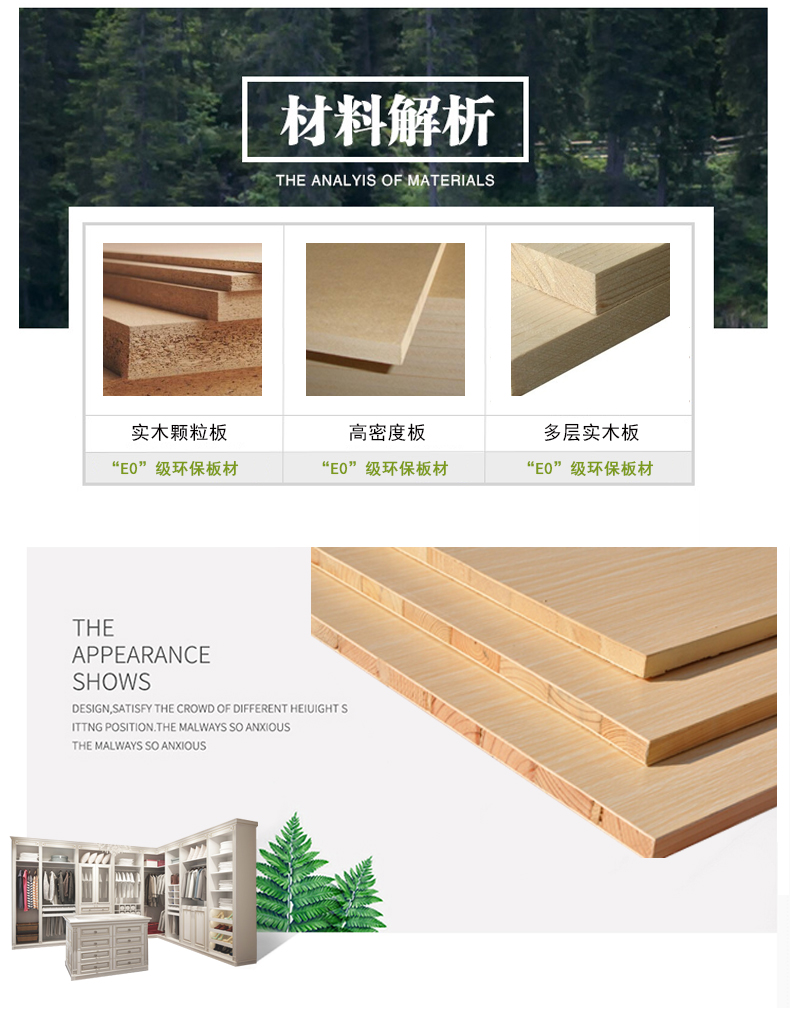 材料解析
THE ANALYIS OF MATERIALS
实木颗粒板
高密度板
多层实木板
“E0”级环保板材
“E0”级环保板材
“E0”级环保板材
THE
APPEARANCE
SHOWS
DESIGN,SATISFY THE CROWD OF DIFFERENT HEIUIGHT S
ITTNG POSITION.THE MALWAYS SO ANXIOUS
THE MALWAYS SO ANXIOUS